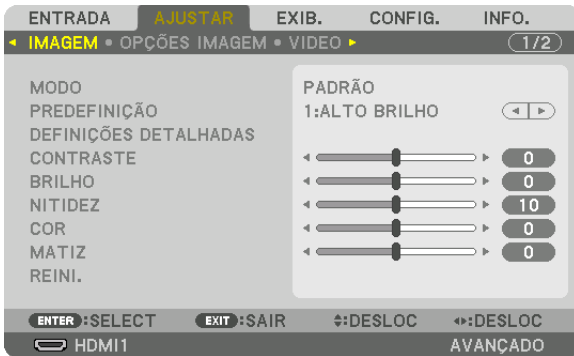 ENTRADA AJUSTAR EXIB. CONFIG. INFO.
IMAGEM • OPÇÕES IMAGEM • VIDEO 1/2
MODO PADRÃO
PREDEFINIÇÃO 1:ALTO BRILHO
DEFINIÇÕES DETALHADAS
CONTRASTE 0
BRILHO 0
NITIDEZ 10
COR 0
MATIZ 0
REINI.
ENTER :SELECT EXIT :SAIR :DESLOC :DESLOC
HDMI1 AVANÇADO